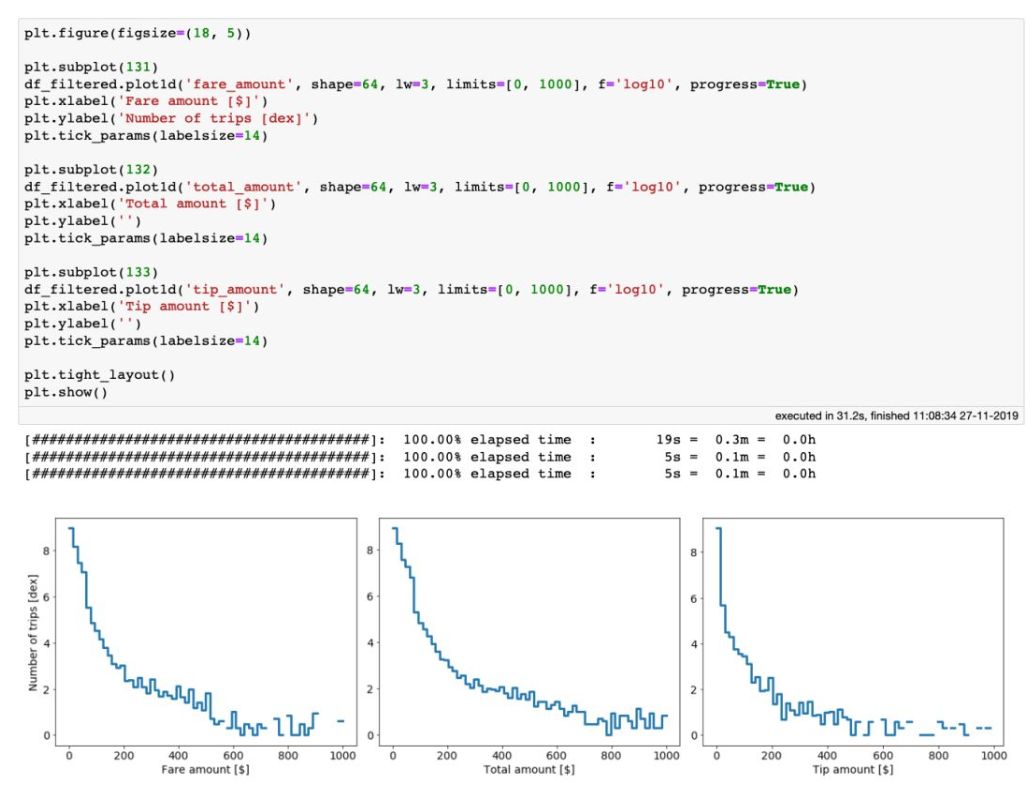 plt.figure(figsize=(18, 5))
plt.subplot(131)
df_filtered.plot1d('fare_amount', shape=64, lw=3, limits=[0, 1000], f='log10', progress=True)
plt.xlabel('Fare amount [$]')
plt.ylabel('Number of trips [dex]')
plt.tick_params(labelsize=14)
plt.subplot(132)
df_filtered.plot1d('total_amount', shape=64, lw=3, limits=[0, 1000], f='log10', progress=True)
plt.xlabel('Total amount [$]')
plt.ylabel('')
plt.tick_params(labelsize=14)
plt.subplot(133)
df_filtered.plot1d('tip_amount', shape=64, lw=3, limits=[0, 1000], f='log10', progress=True)
plt.xlabel('Tip amount [$]')
plt.ylabel('')
plt.tick_params(labelsize=14)
plt.tight_layout()
plt.show()
executed in 31.2s, finished 11:08:34 27-11-2019
[########################################]: 100.00% elapsed time : 19s = 0.3m = 0.0h
[########################################]: 100.00% elapsed time : 5s = 0.1m = 0.0h
[########################################]: 100.00% elapsed time : 5s = 0.1m = 0.0h
Number of trips [dex]
8
6
4
2
0
0 200 400 600 800 1000
Fare amount [$]
8
6
4
2
0
0 200 400 600 800 1000
Total amount [$]
8
6
4
2
0
0 200 400 600 800 1000
Tip amount [$]